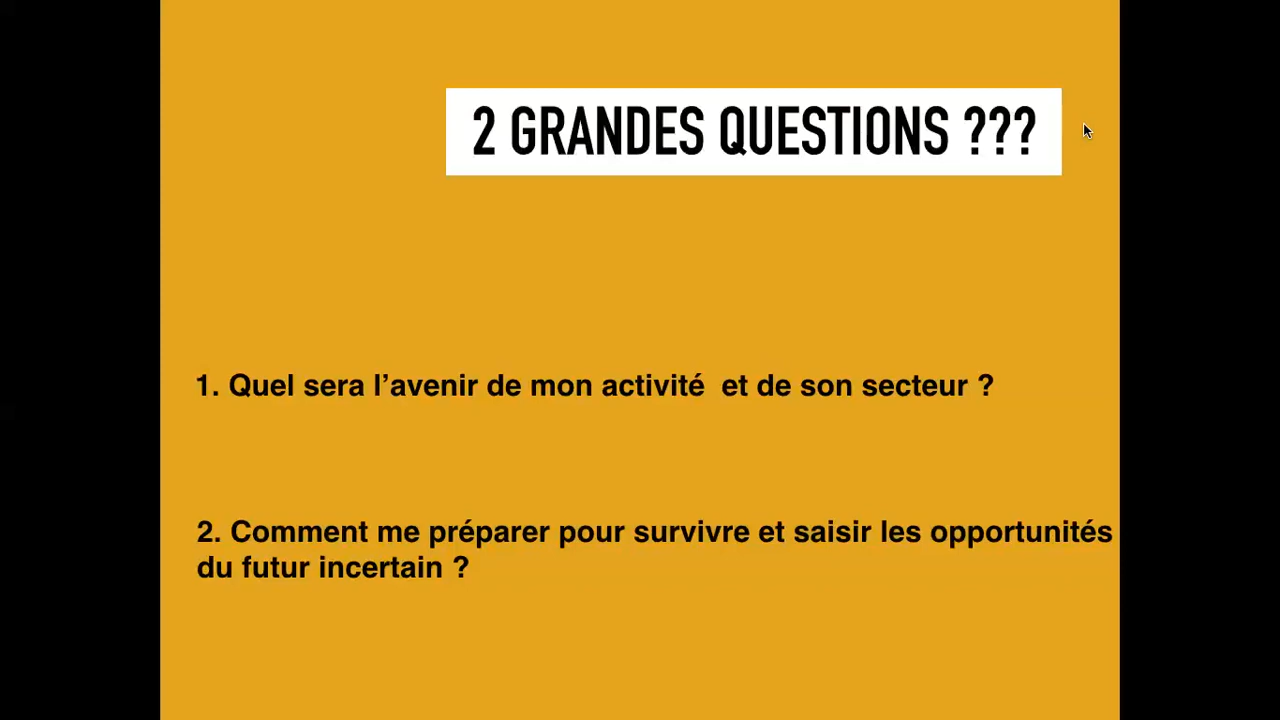 2 GRANDES QUESTIONS ???
1. Quel sera l’avenir de mon activité  et de son secteur ?
2. Comment me préparer pour survivre et saisir les opportunités
du futur incertain ?